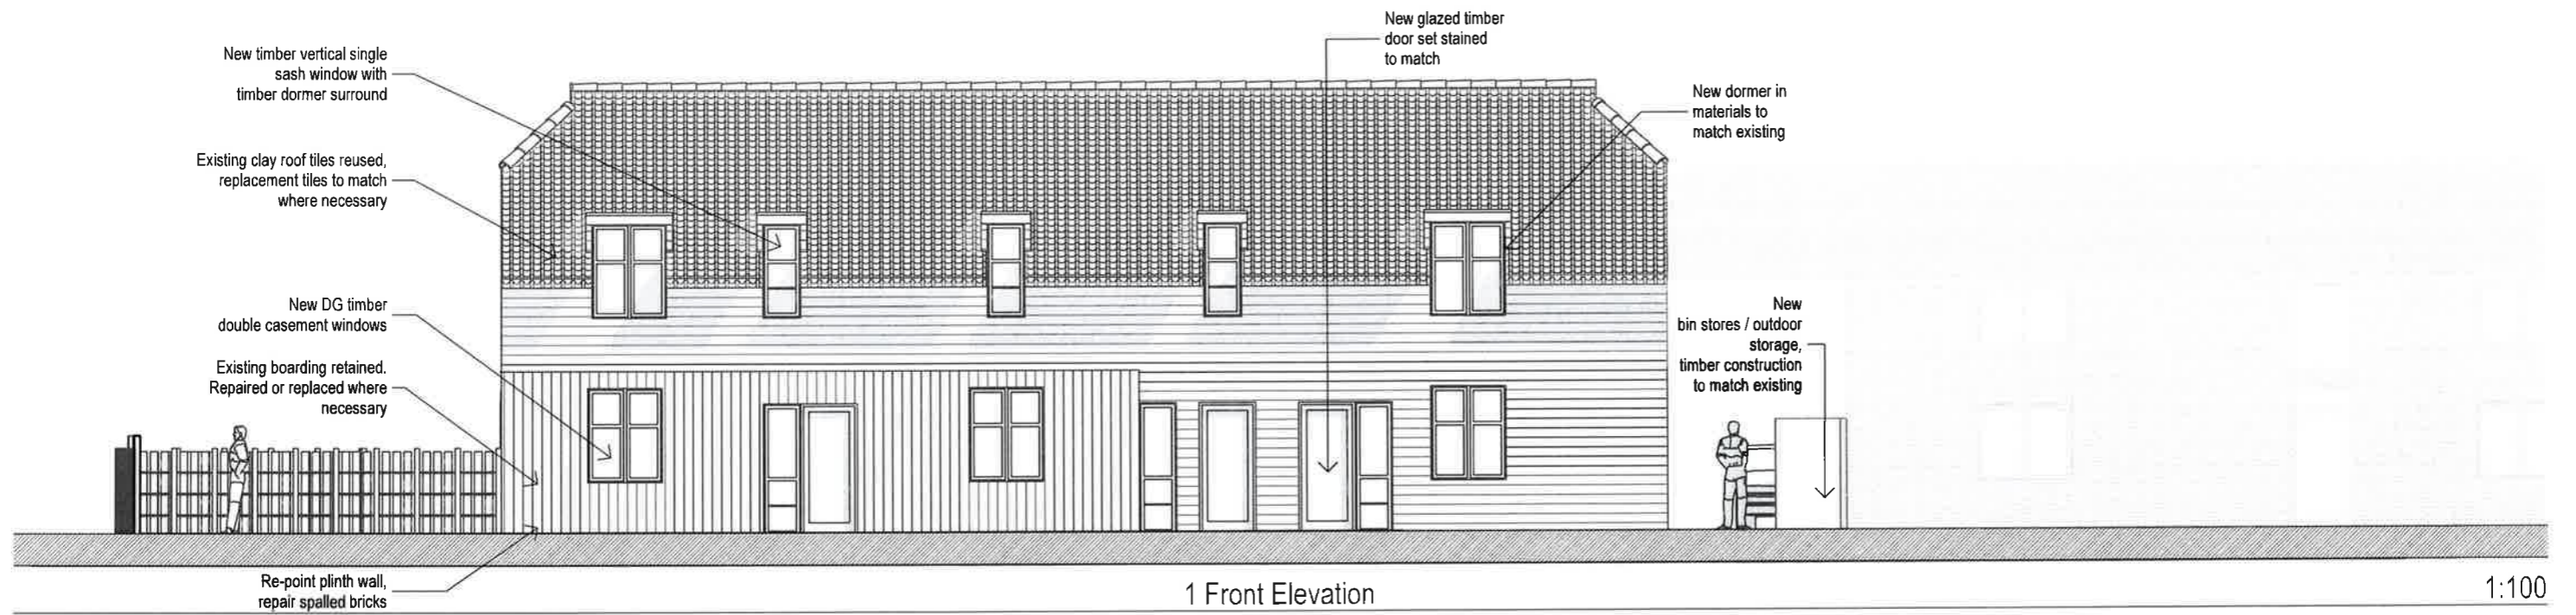 New timber vertical single
sash window with
timber dormer surround
Existing clay roof tiles reused,
replacement tiles to match
where necessary
New DG timber
double casement windows
Existing boarding retained.
Repaired or replaced where
necessary
Re-point plinth wall,
repair spalled bricks
New glazed timber
door set stained
to match
New dormer in
materials to
match existing
New
bin stores / outdoor
storage,
timber construction
to match existing
1 Front Elevation
1:100